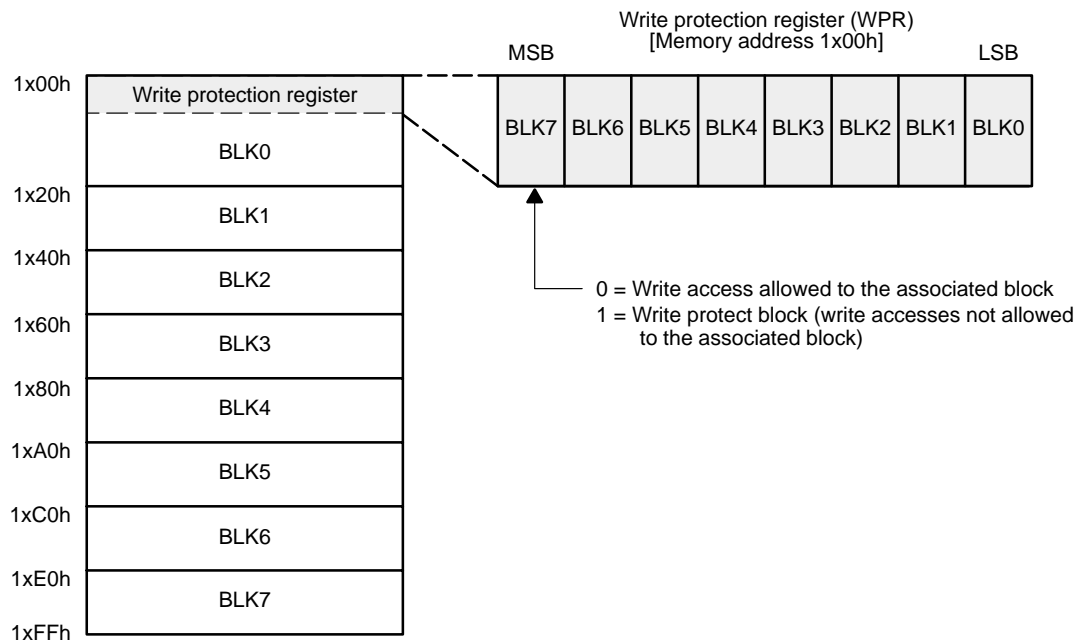 Write protection register (WPR)
[Memory address 1x00h]
MSB
LSB
1x00h
Write protection register
BLK7 BLK6 BLK5 BLK4 BLK3 BLK2 BLK1 BLK0
BLK0
1x20h
BLK1
1x40h
BLK2
0 = Write access allowed to the associated block
1 = Write protect block (write accesses not allowed
to the associated block)
1x60h
BLK3
1x80h
BLK4
1xA0h
BLK5
1xC0h
BLK6
1xE0h
BLK7
1xFFh